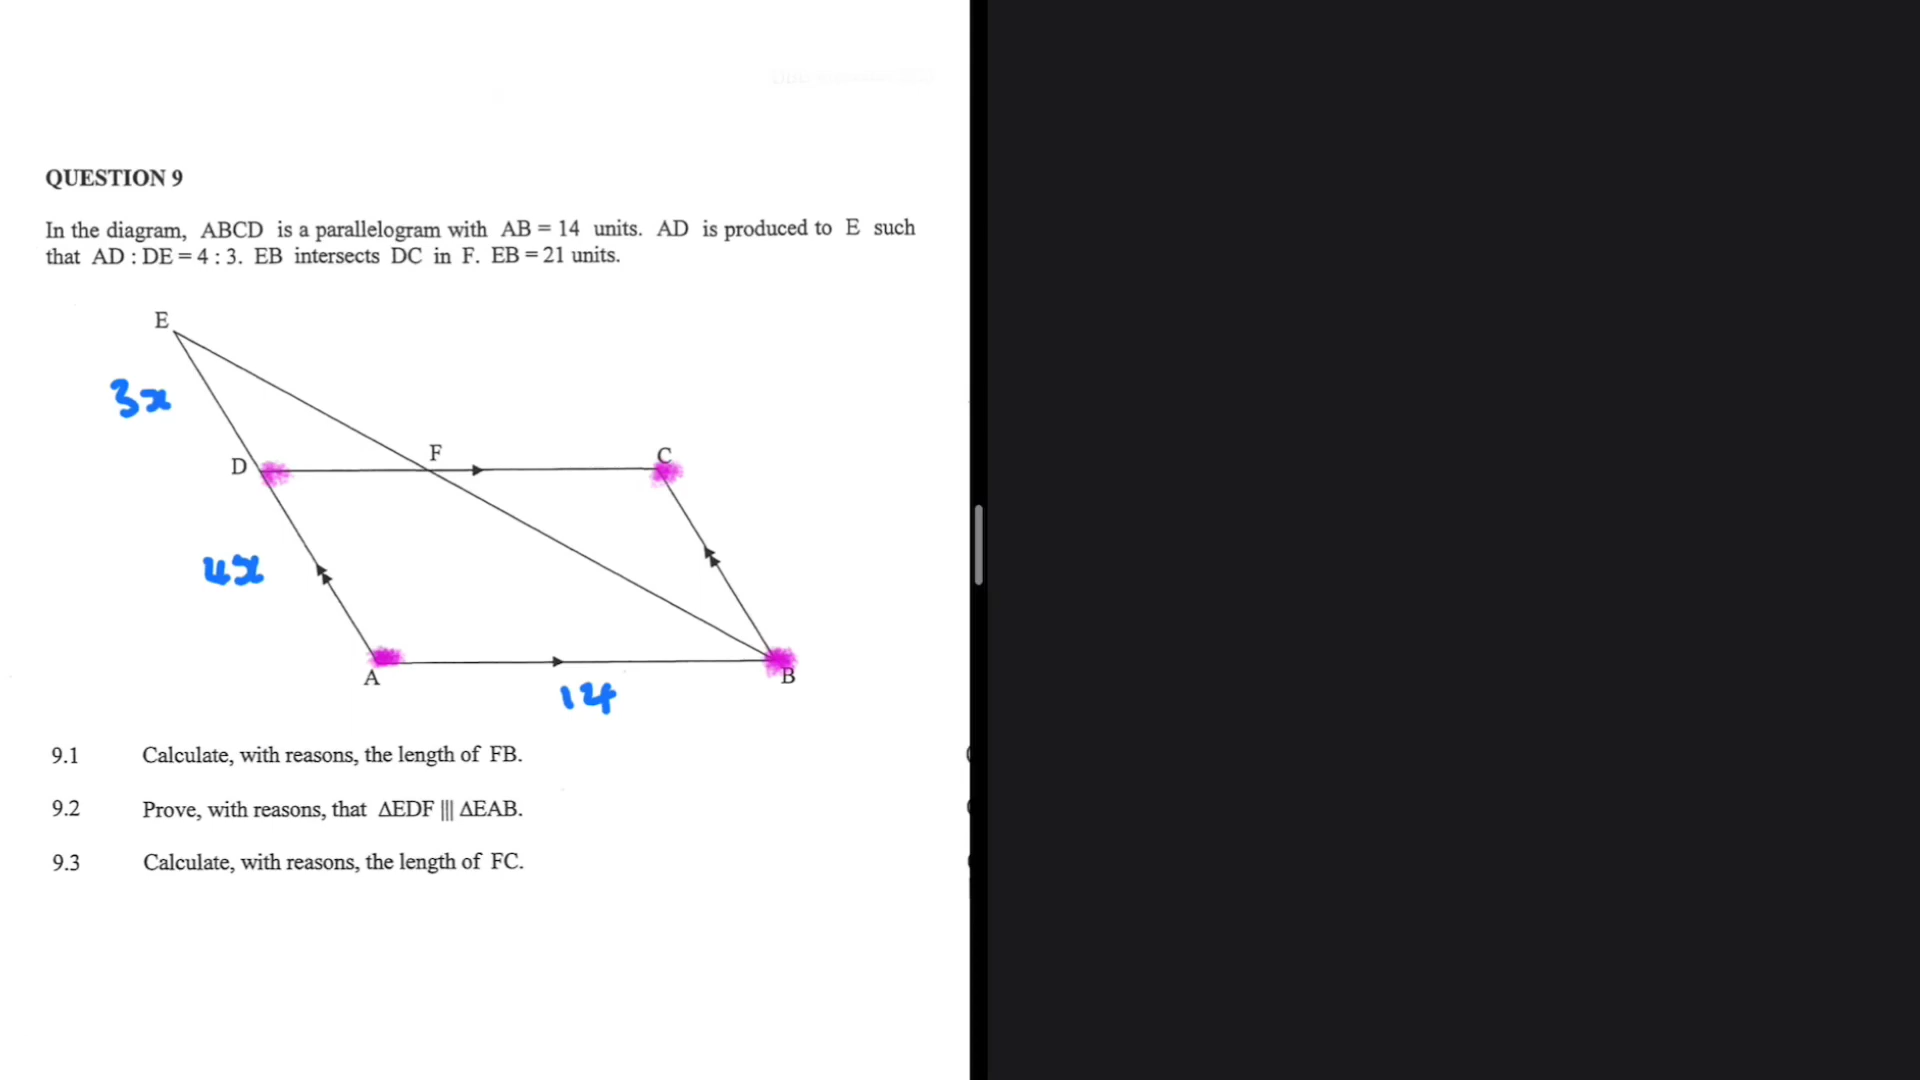 QUESTION 9
In the diagram, ABCD is a parallelogram with AB = 14 units. AD is produced to E such
that AD : DE = 4 : 3. EB intersects DC in F. EB = 21 units.
E
3x
D
F
C
4x
A
B
14
9.1 Calculate, with reasons, the length of FB.
9.2 Prove, with reasons, that ΔEDF ||| ΔEAB.
9.3 Calculate, with reasons, the length of FC.